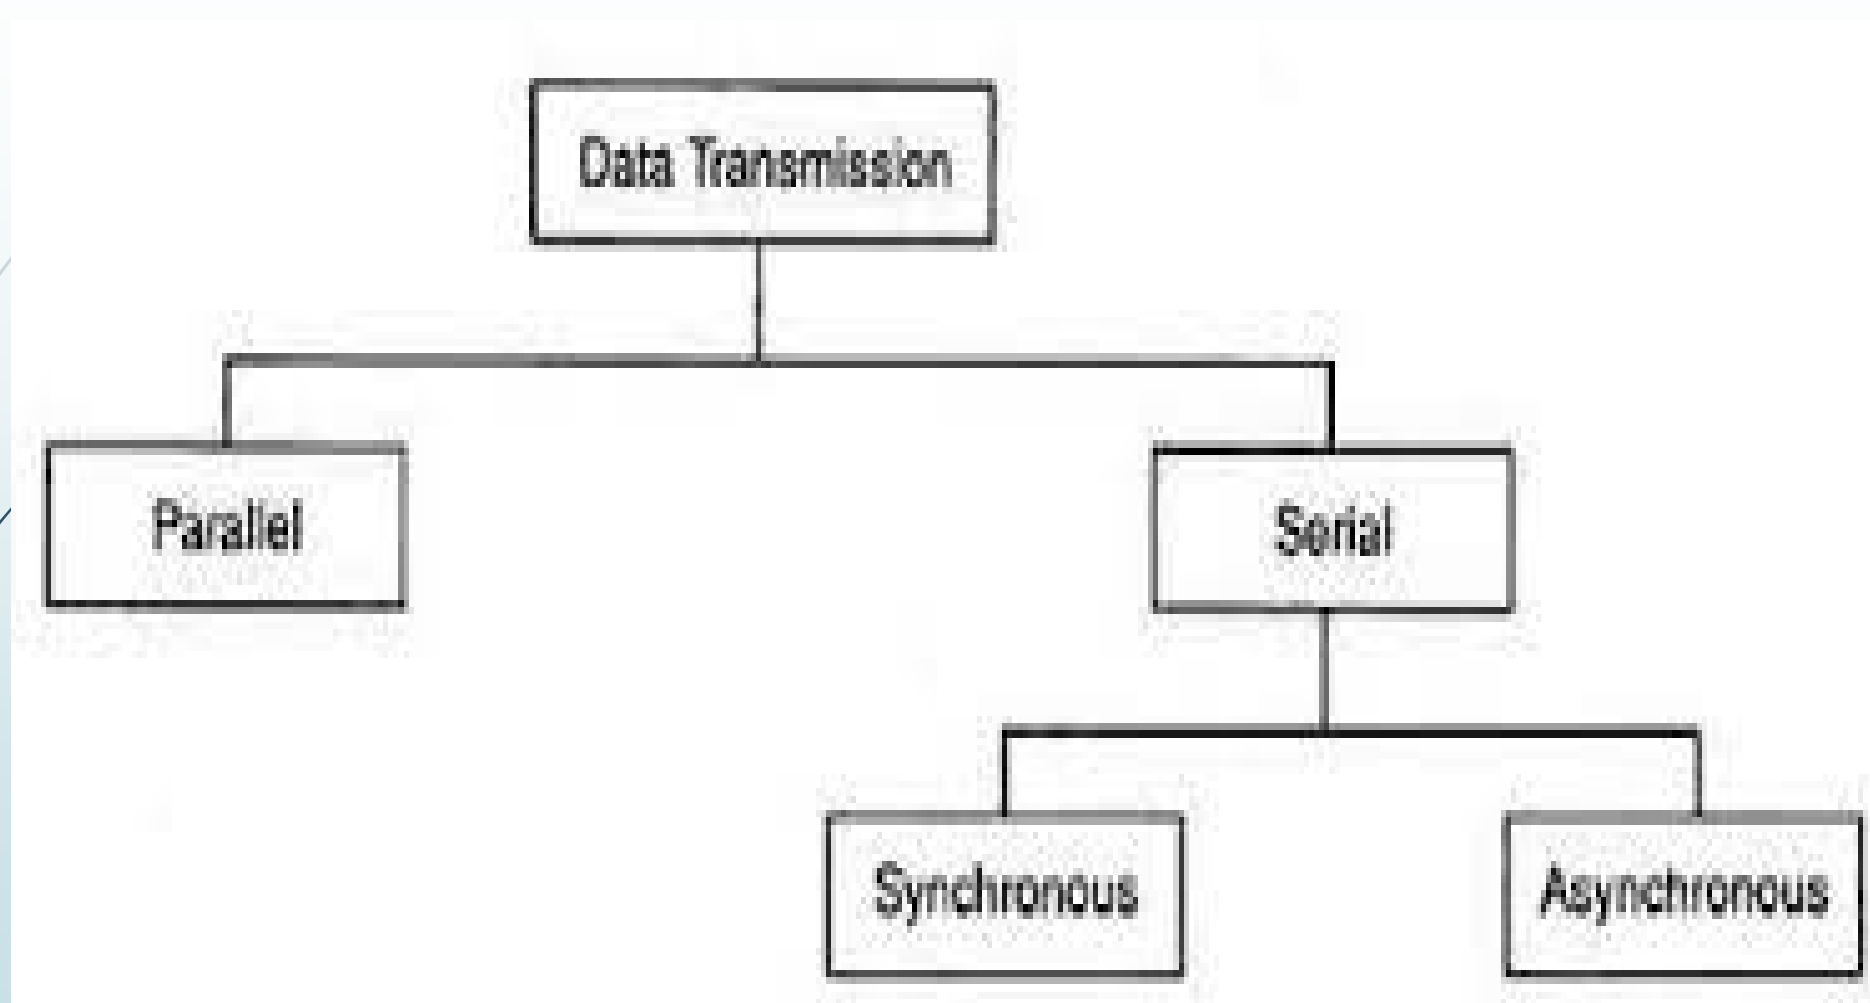 Data Transmission
Parallel
Serial
Synchronous
Asynchronous